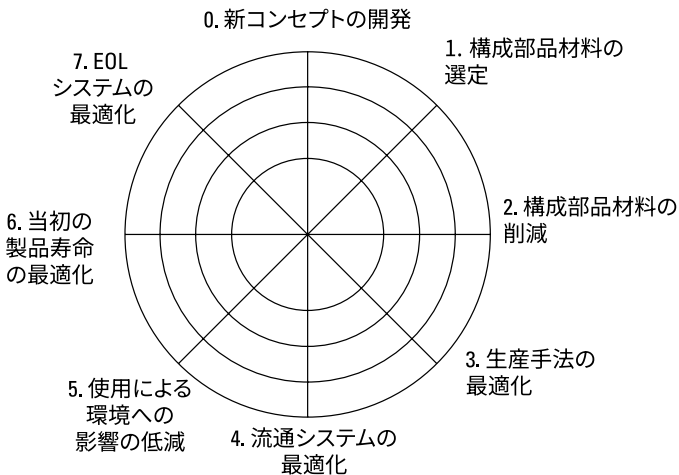 0. 新コンセプトの開発
1. 構成部品材料の
選定
2. 構成部品材料の
削減
3. 生産手法の
最適化
4. 流通システムの
最適化
5. 使用による
環境への
影響の低減
6. 当初の
製品寿命
の最適化
7. EOL
システムの
最適化